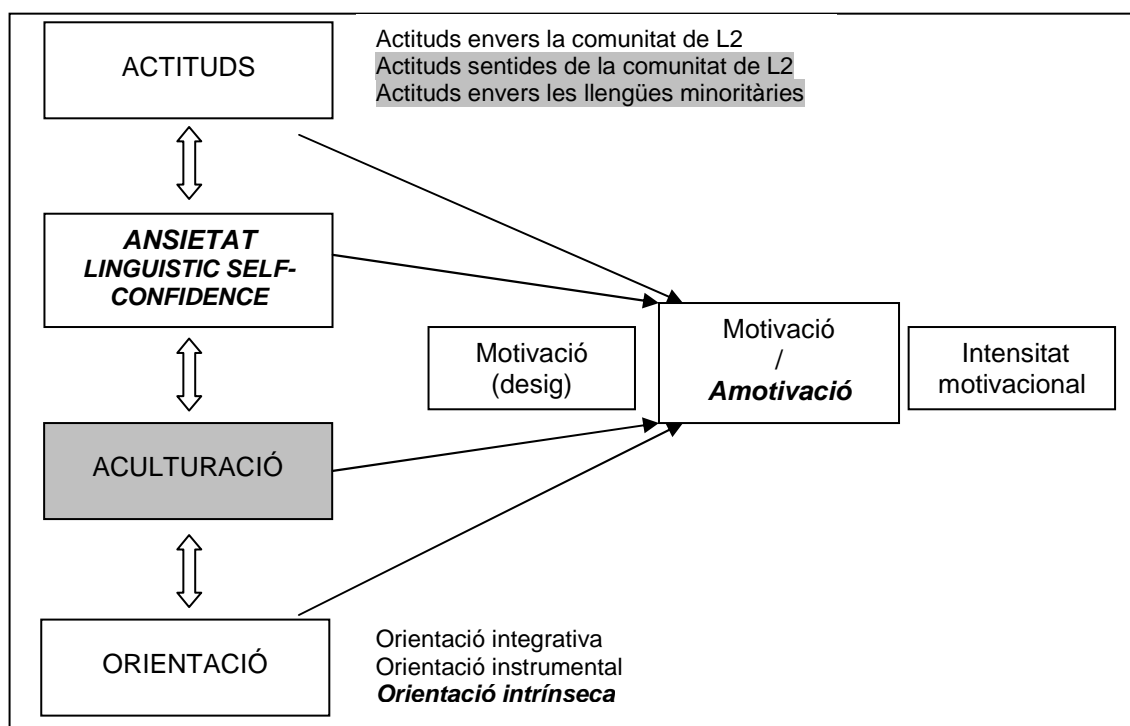 ACTITUDS
Actituds envers la comunitat de L2
Actituds sentides de la comunitat de L2
Actituds envers les llengües minoritàries
ANSIETAT
LINGUISTIC SELF-
CONFIDENCE
Motivació
(desig)
Motivació
/
Amotivació
Intensitat
motivacional
ACULTURACIÓ
ORIENTACIÓ
Orientació integrativa
Orientació instrumental
Orientació intrínseca